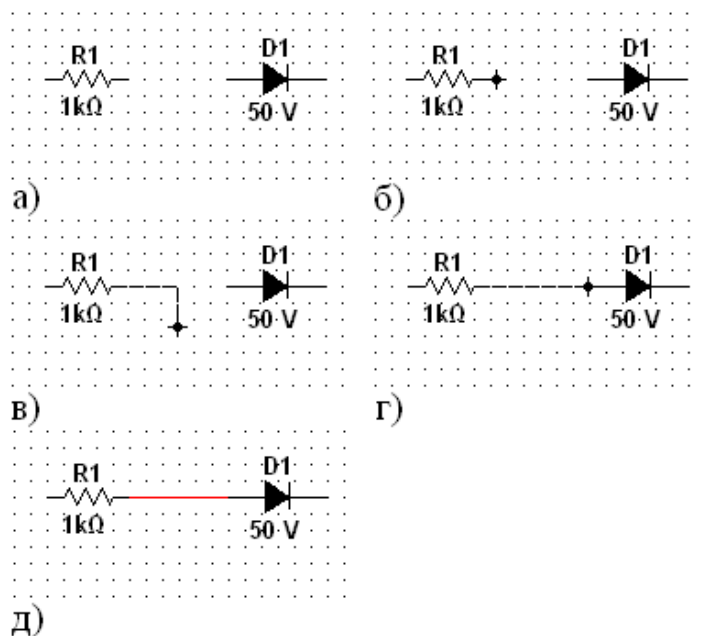 R1 D1 R1 D1
1kΩ 50 V 1kΩ 50 V
а) б)
R1 D1 R1 D1
1kΩ 50 V 1kΩ 50 V
в) г)
R1 D1
1kΩ 50 V
д)